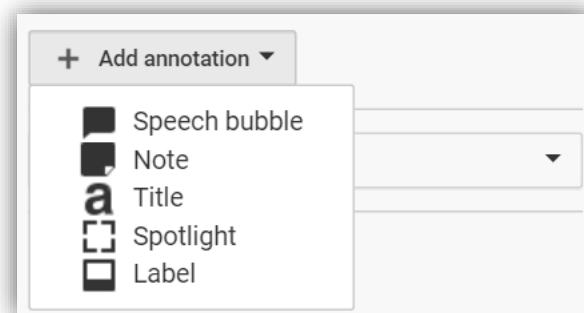 + Add annotation
Speech bubble
Note
a Title
Spotlight
Label